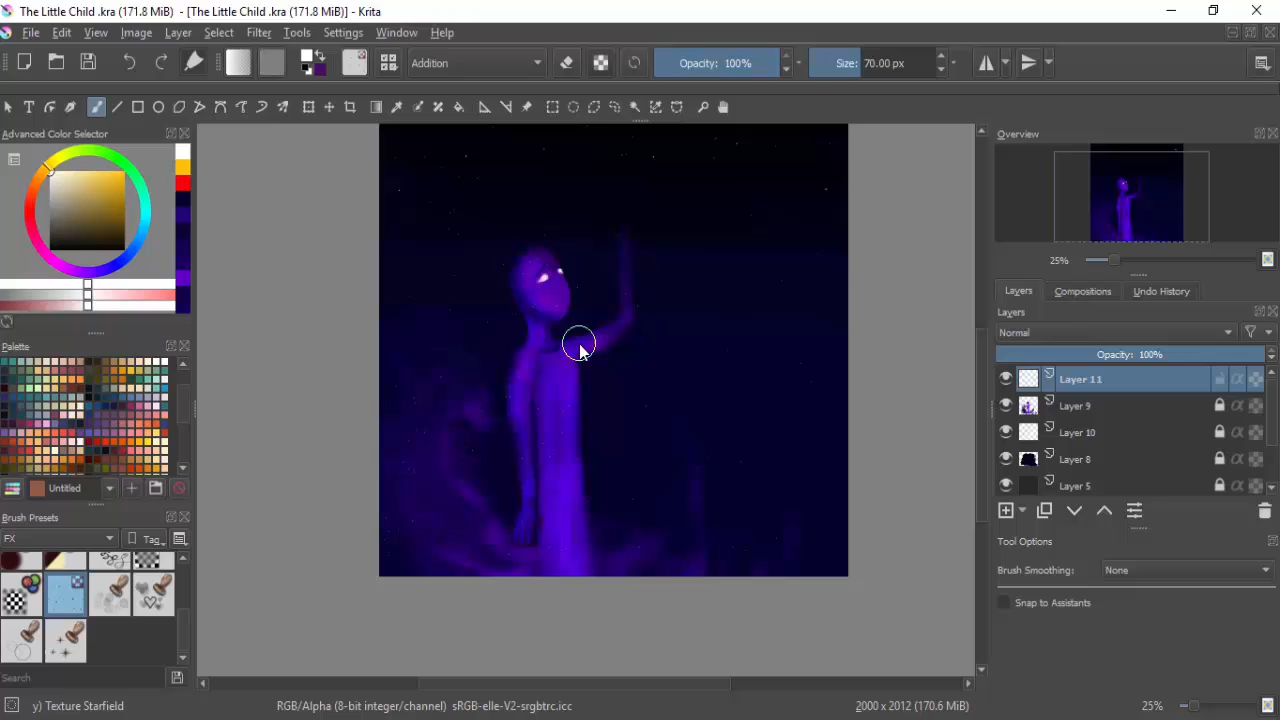 The Little Child .kra (171.8 MiB) - [The Little Child .kra (171.8 MiB)] - Krita
File Edit View Image Layer Select Filter Tools Settings Window Help
Addition Opacity: 100% Size: 70.00 px
Advanced Color Selector
Overview
25%
Layers Compositions Undo History
Layers
Normal
Opacity: 100%
Layer 11
Layer 9
Layer 10
Layer 8
Layer 5
Palette
Untitled
Brush Presets
FX Tag
Search
Tool Options
Brush Smoothing: None
Snap to Assistants
y) Texture Starfield RGB/Alpha (8-bit integer/channel) sRGB-elle-V2-srgbtrc.icc 2000 x 2012 (170.6 MiB) 25%